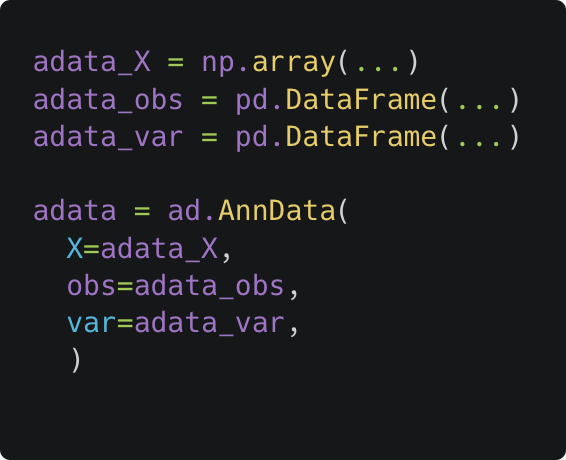 adata_X = np.array(...)
adata_obs = pd.DataFrame(...)
adata_var = pd.DataFrame(...)

adata = ad.AnnData(
  X=adata_X,
  obs=adata_obs,
  var=adata_var,
  )